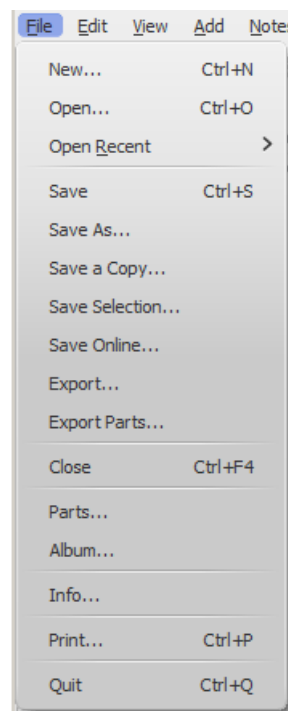 File Edit View Add Note
New... Ctrl+N
Open... Ctrl+O
Open Recent >
Save Ctrl+S
Save As...
Save a Copy...
Save Selection...
Save Online...
Export...
Export Parts...
Close Ctrl+F4
Parts...
Album...
Info...
Print... Ctrl+P
Quit Ctrl+Q